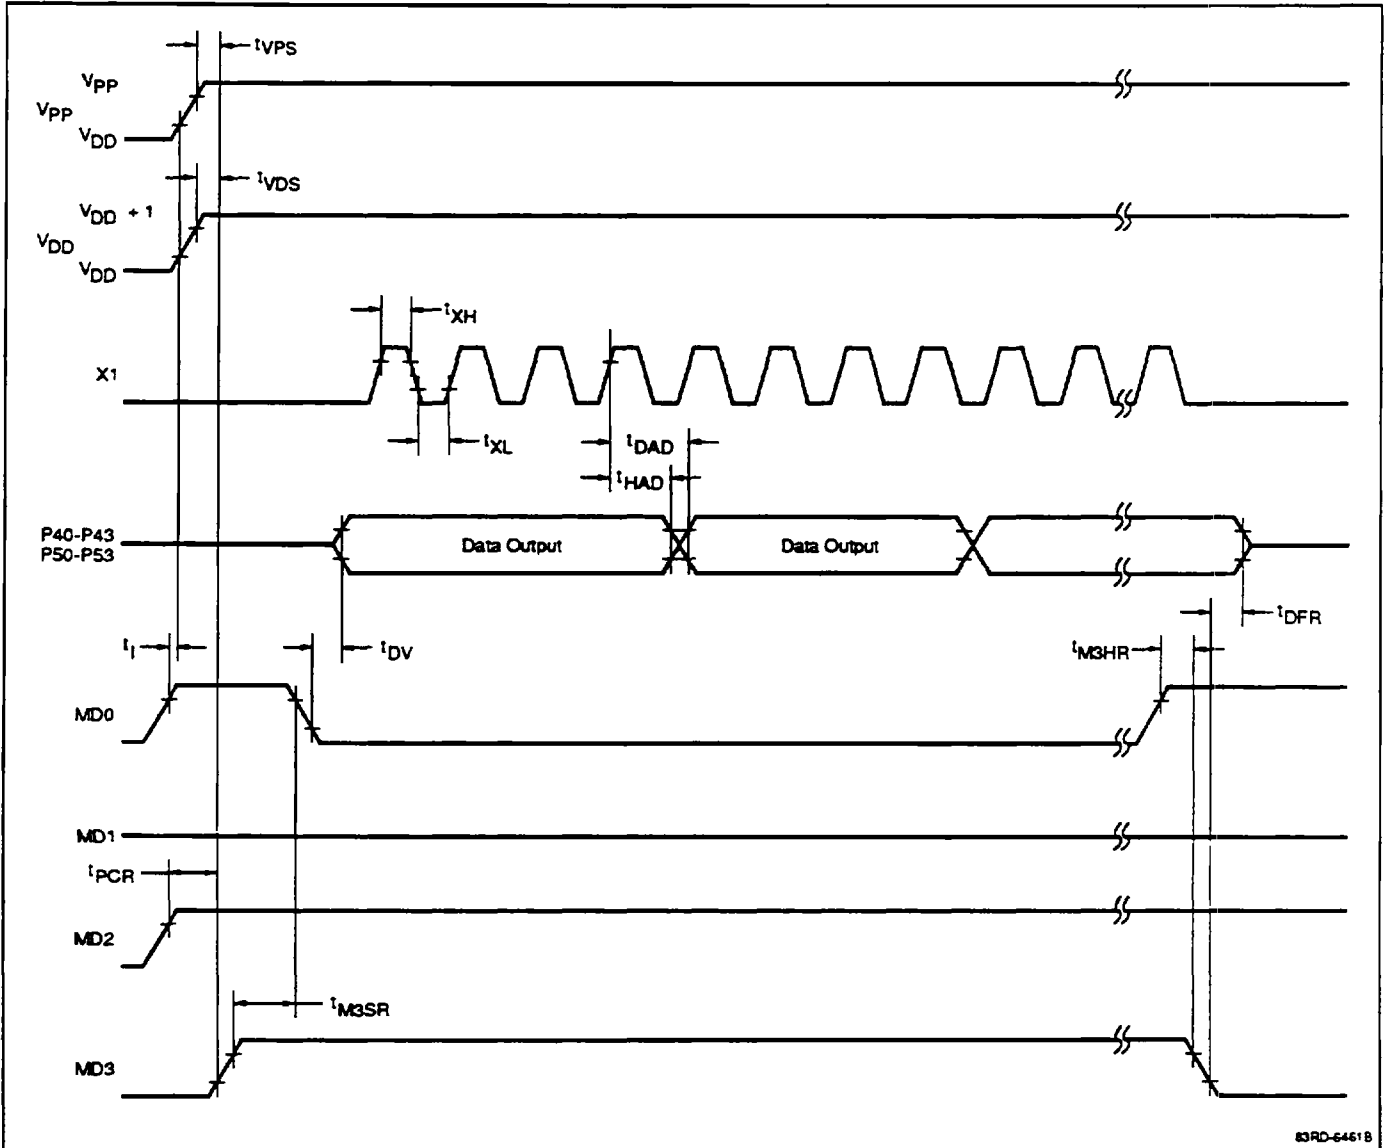 tVPS
VPP
VPP
VDD
tVDS
VDD + 1
VDD
VDD
tXH
X1
tXL
tDAD
tHAD
P40-P43
P50-P53
Data Output
Data Output
tDFR
tI
tDV
tM3HR
MD0
MD1
tPCR
MD2
tM3SR
MD3
83RD-6461B